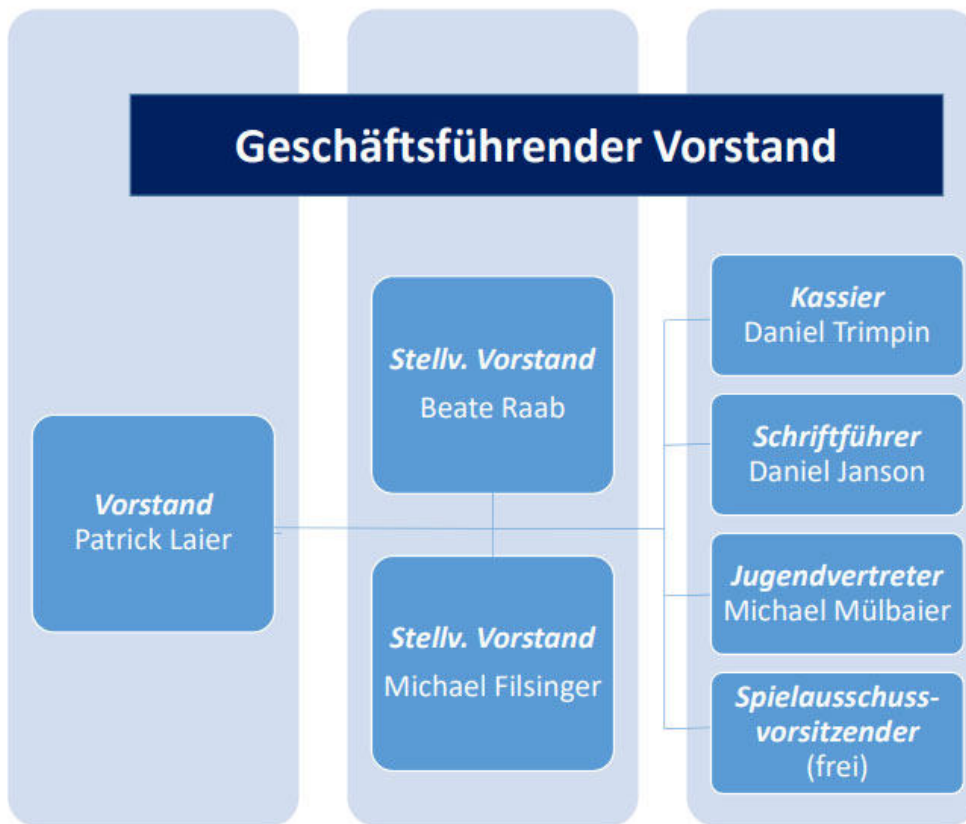 Geschäftsführender Vorstand
Vorstand
Patrick Laier
Stellv. Vorstand
Beate Raab
Stellv. Vorstand
Michael Filsinger
Kassier
Daniel Trimpin
Schriftführer
Daniel Janson
Jugendvertreter
Michael Mülbaier
Spielausschuss-
vorsitzender
(frei)